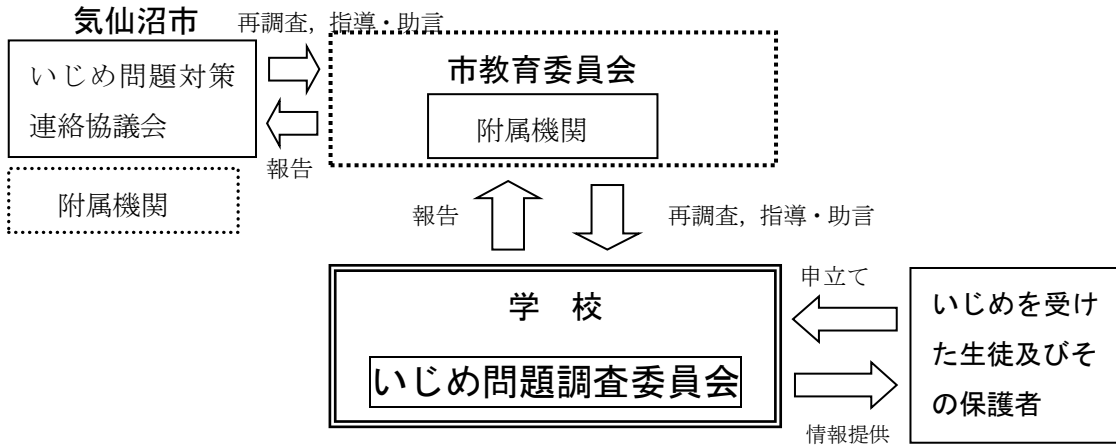 気仙沼市
再調査,指導・助言
いじめ問題対策
連絡協議会
市教育委員会
附属機関
報告
附属機関
報告
再調査,指導・助言
学 校
いじめ問題調査委員会
申立て
いじめを受け
た生徒及びそ
の保護者
情報提供